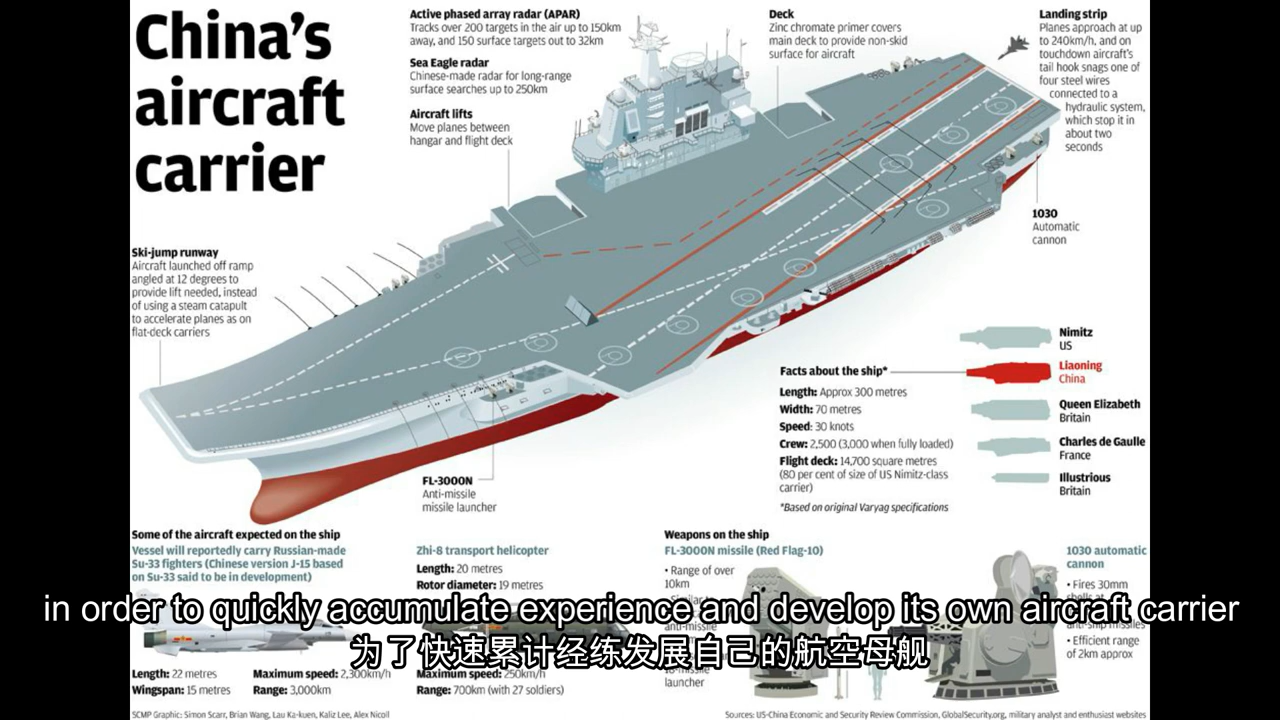 China's
aircraft
carrier
Active phased array radar (APAR)
Tracks over 200 targets in the air up to 150km
away, and 150 surface targets out to 32km
Sea Eagle radar
Chinese-made radar for long-range
surface searches up to 250km
Aircraft lifts
Move planes between
hangar and flight deck
Deck
Zinc chromate primer covers
main deck to provide non-skid
surface for aircraft
Landing strip
Planes approach at up
to 240km/h, and on
touchdown aircraft's
tail hook snags one of
four steel wires
connected to a
hydraulic system,
which stop it in
about two
seconds
1030
Automatic
cannon
Ski-jump runway
Aircraft launched off ramp
angled at 12 degrees to
provide lift needed, instead
of using a steam catapult
to accelerate planes as on
flat-deck carriers
FL-3000N
Anti-missile
missile launcher
Facts about the ship*
Length: Approx 300 metres
Width: 70 metres
Speed: 30 knots
Crew: 2,500 (3,000 when fully loaded)
Flight deck: 14,700 square metres
(80 per cent of size of US Nimitz-class
carrier)
*Based on original Varyag specifications
Nimitz
US
Liaoning
China
Queen Elizabeth
Britain
Charles de Gaulle
France
Illustrious
Britain
Some of the aircraft expected on the ship
Vessel will reportedly carry Russian-made
Su-33 fighters (Chinese version J-15 based
on Su-33 said to be in development)
Length: 22 metres
Wingspan: 15 metres
Maximum speed: 2,300km/h
Range: 3,000km
Zhi-8 transport helicopter
Length: 20 metres
Rotor diameter: 19 metres
Maximum speed: 250km/h
Range: 700km (with 27 soldiers)
Weapons on the ship
FL-3000N missile (Red Flag-10)
• Range of over
10km
anti-missile
launcher
1030 automatic
cannon
• Fires 30mm
• Efficient range
of 2km approx
in order to quickly accumulate experience and develop its own aircraft carrier
为了快速累计经练发展自己的航空母舰
SCMP Graphic: Simon Scarr, Brian Wang, Lau Ka-kuen, Kaliz Lee, Alex Nicoll
Sources: US-China Economic and Security Review Commission, GlobalSecurity.org, military analyst and enthusiast websites